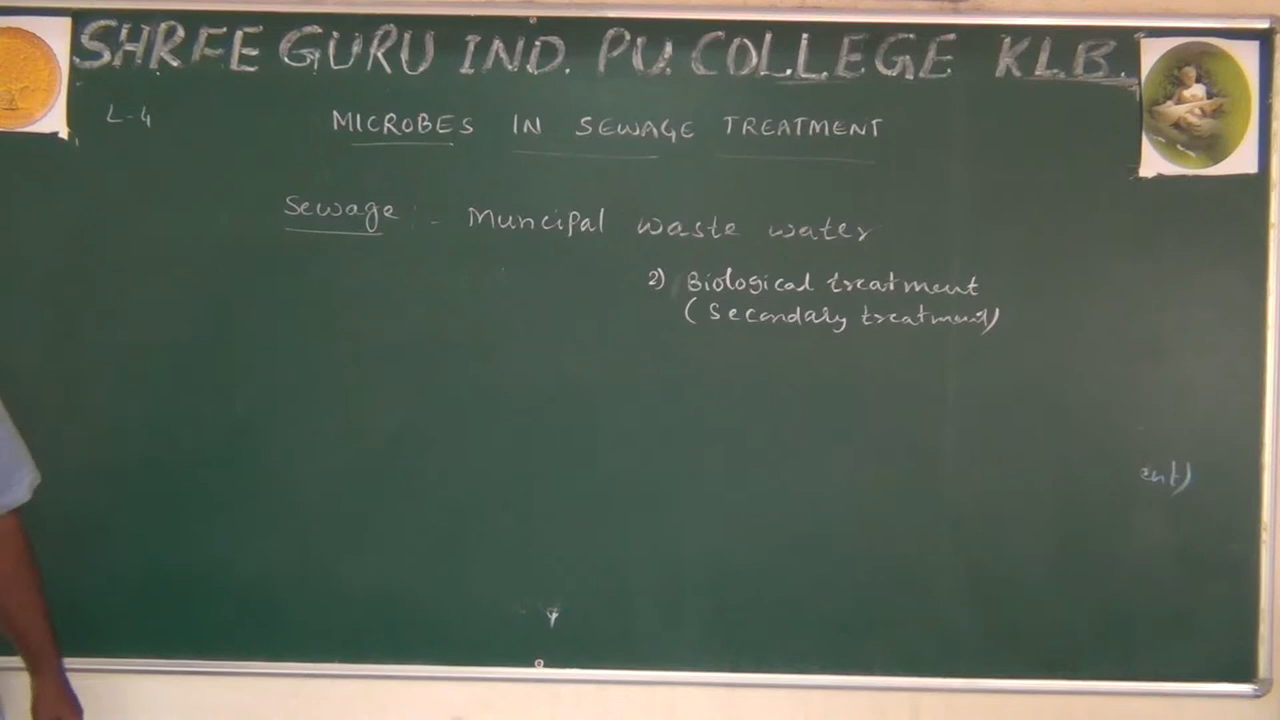 SHREE GURU IND. PU. COLLEGE KLB.
L-4
MICROBES IN SEWAGE TREATMENT
Sewage :- Muncipal waste water
2) Biological treatment
(Secondary treatment)
ent)